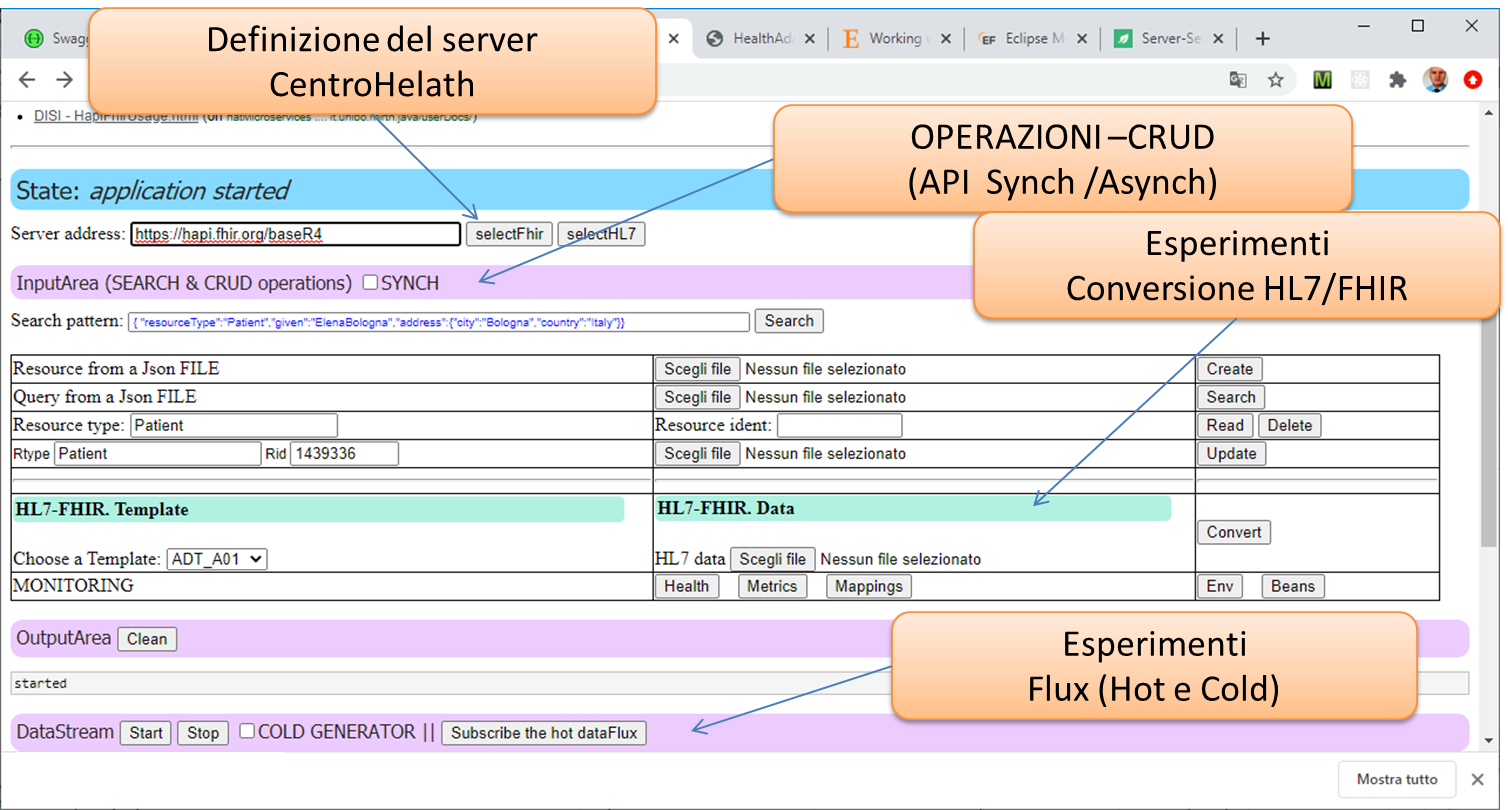 Swag
HealthAd
Working
EF Eclipse M
Server-Se
Definizione del server
CentroHelath
DISI - HapiFhirUsage.html (on natMicroservices .... it.unibo.hlrth.java/userDocs/)
OPERAZIONI –CRUD
(API Synch /Asynch)
State: application started
Server address: https://hapi.fhir.org/baseR4 selectFhir selectHL7
Esperimenti
Conversione HL7/FHIR
InputArea (SEARCH & CRUD operations) SYNCH
Search pattern: { "resourceType":"Patient","given":"ElenaBologna","address":{"city":"Bologna","country":"Italy"}} Search
Resource from a Json FILE Scegli file Nessun file selezionato Create
Query from a Json FILE Scegli file Nessun file selezionato Search
Resource type: Patient Resource ident: Read Delete
Rtype Patient Rid 1439336 Scegli file Nessun file selezionato Update
HL7-FHIR. Template HL7-FHIR. Data
Convert
Choose a Template: ADT_A01 HL7 data Scegli file Nessun file selezionato
MONITORING Health Metrics Mappings Env Beans
OutputArea Clean
Esperimenti
Flux (Hot e Cold)
started
DataStream Start Stop COLD GENERATOR || Subscribe the hot dataFlux
Mostra tutto